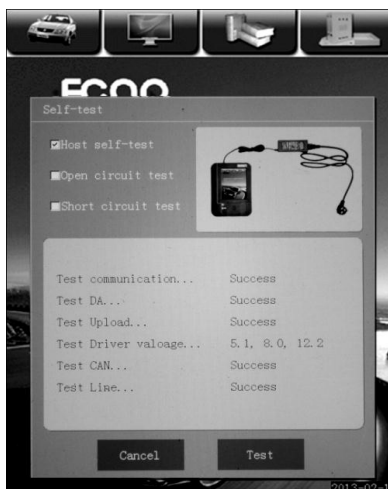 FCAR
Self-test
Host self-test
Open circuit test
Short circuit test
Test communication... Success
Test DA... Success
Test Upload... Success
Test Driver valoage... 5.1, 8.0, 12.2
Test CAN... Success
Test Line... Success
Cancel Test